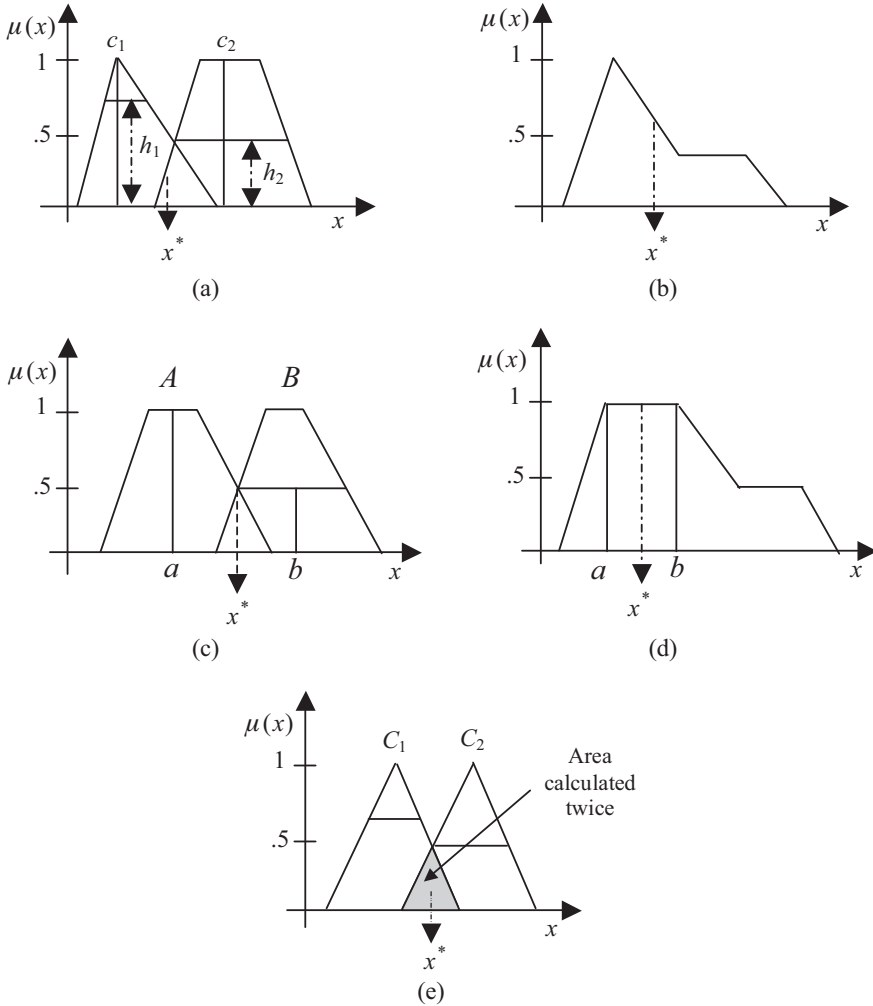 μ(x)
c₁
c₂
1
.5
h₁
h₂
x
x*
(a)
μ(x)
1
.5
x
x*
(b)
μ(x)
A
B
1
.5
a
b
x
x*
(c)
μ(x)
1
.5
a
b
x
x*
(d)
μ(x)
C₁
C₂
1
Area
calculated
twice
.5
x
x*
(e)